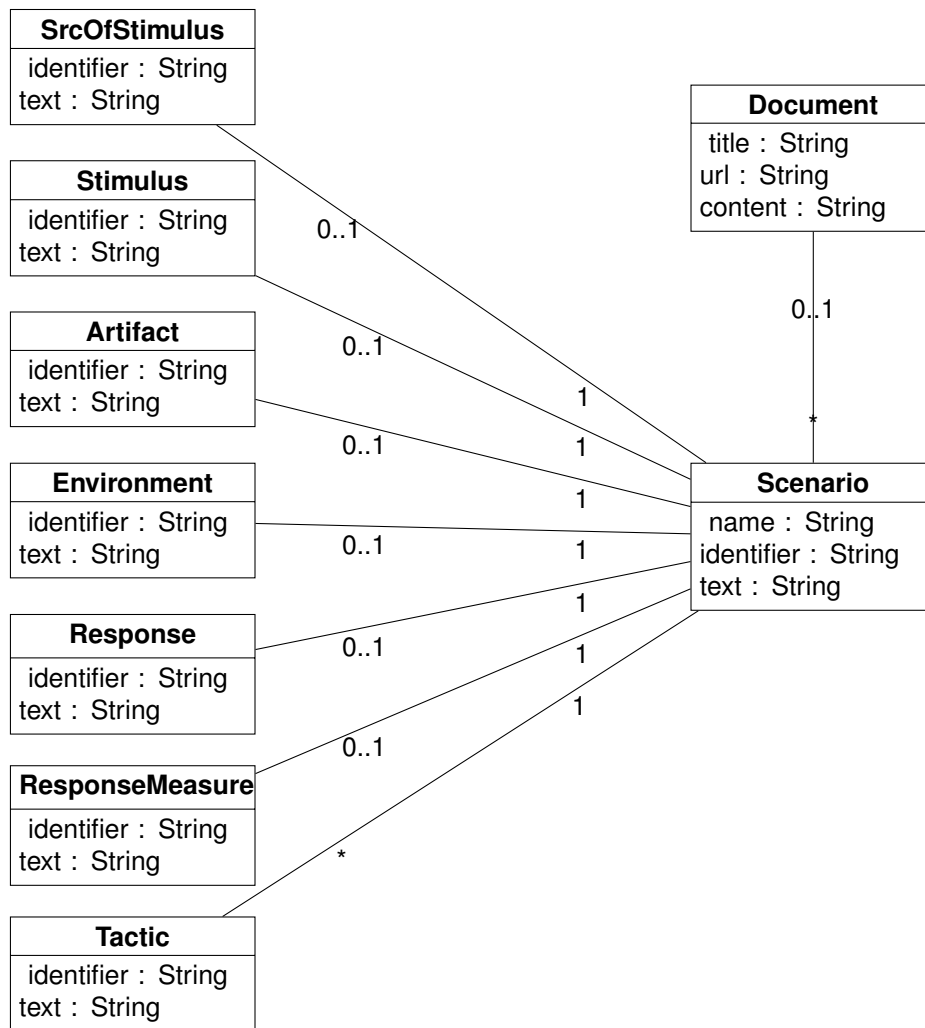 SrcOfStimulus
identifier : String
text : String
Document
title : String
url : String
content : String
Stimulus
identifier : String
text : String
0..1
0..1
Artifact
identifier : String
text : String
0..1
1
*
0..1
1
Environment
identifier : String
text : String
Scenario
name : String
identifier : String
text : String
1
0..1
1
Response
identifier : String
text : String
1
0..1
1
ResponseMeasure
identifier : String
text : String
0..1
1
*
Tactic
identifier : String
text : String